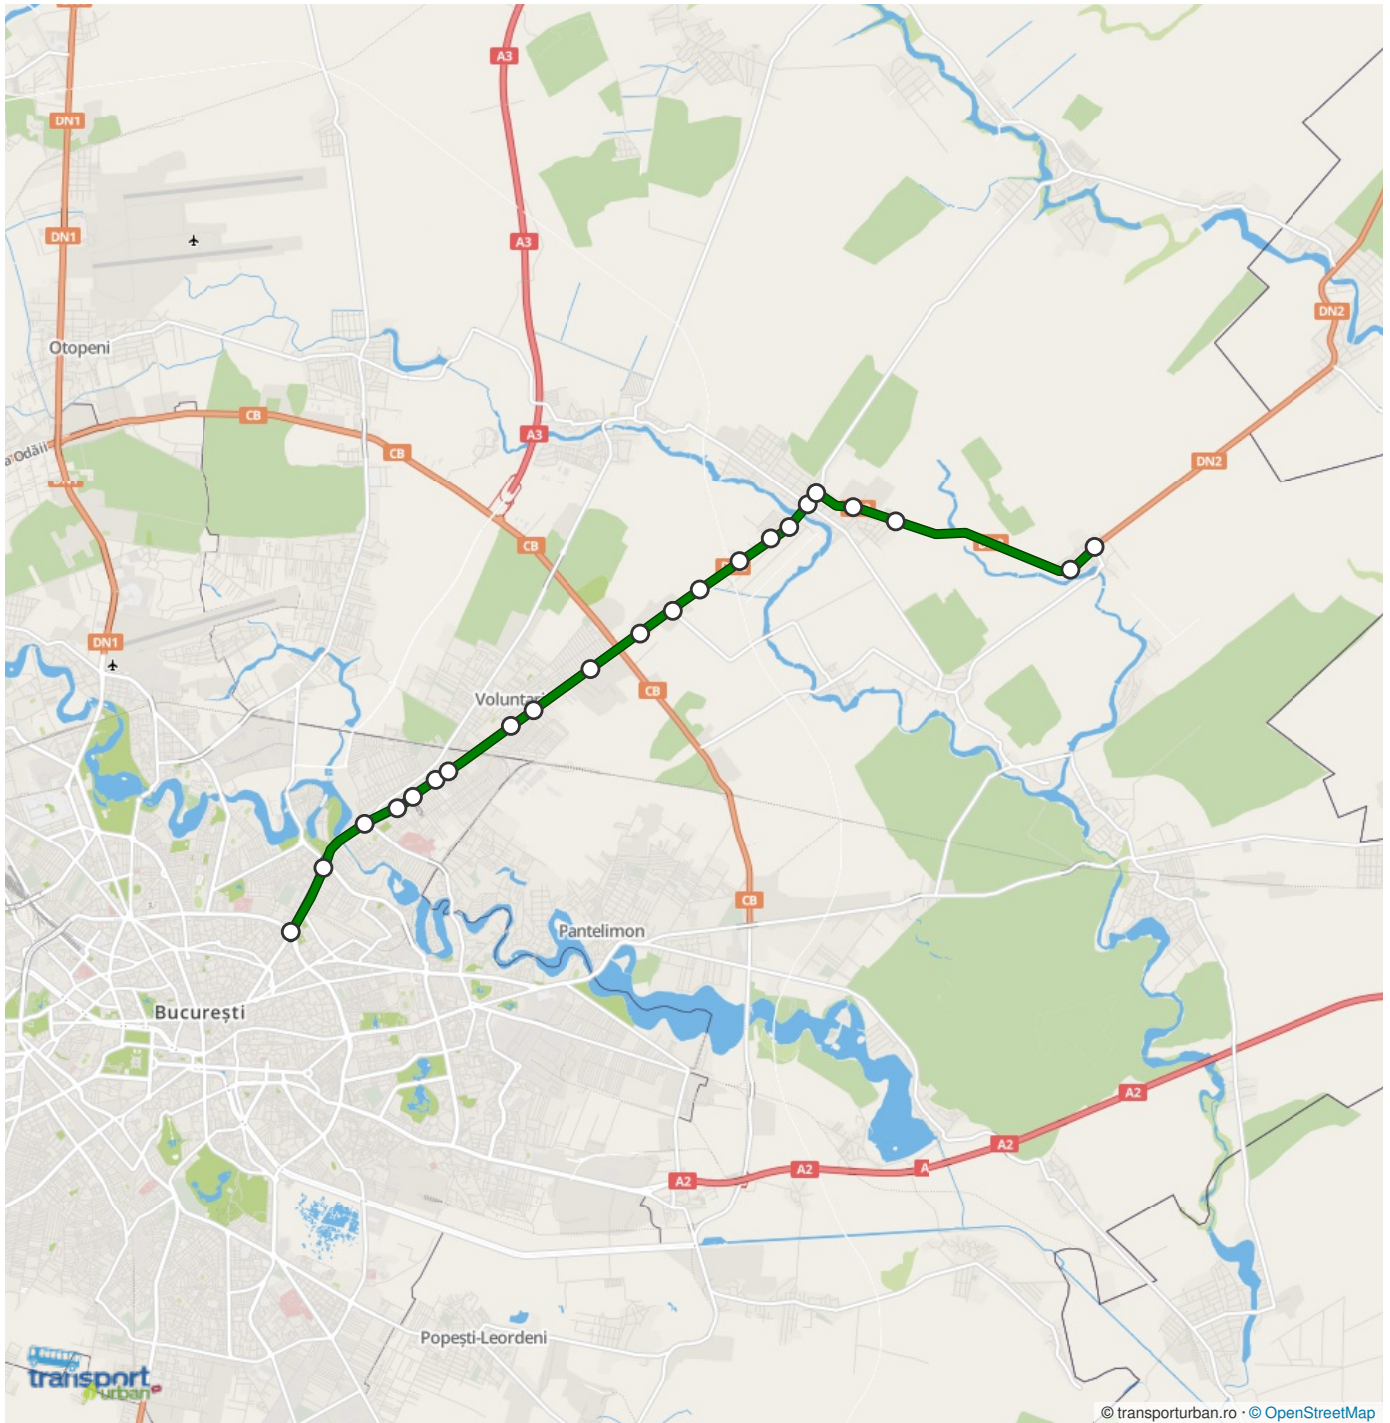 A3
DN1
A3
DN1
DN2
Otopeni
CB
A3
a Odăii
CB
DN2
CB
DN1
CB
Voluntari
CB
Pantelimon
București
A2
A2
A2
A2
A
Popești-Leordeni
transport
urban
© transporturban.ro · © OpenStreetMap